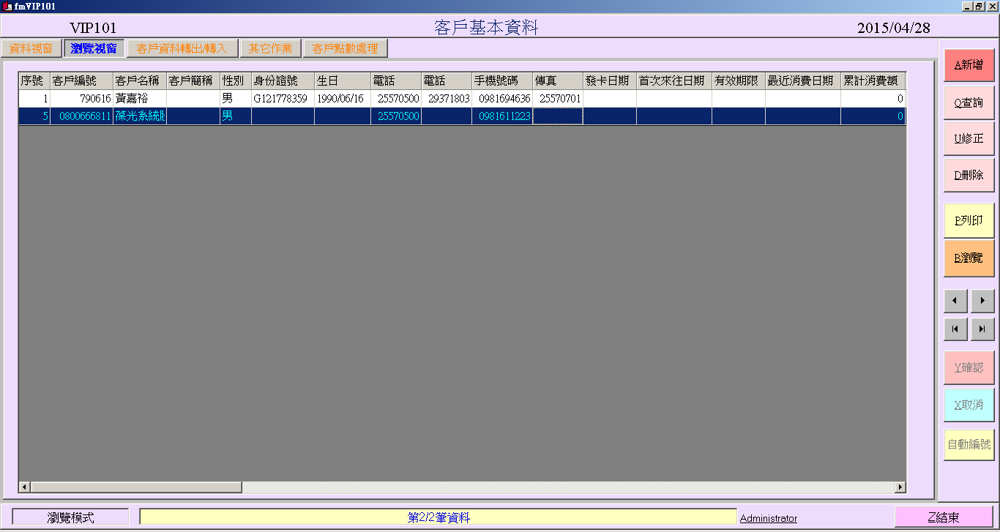 fmVIP101
VIP101 客戶基本資料 2015/04/28
資料視窗 瀏覽視窗 客戶資料轉出/轉入 其它作業 客戶點數處理
序號 客戶編號 客戶名稱 客戶簡稱 性別 身份證號 生日 電話 電話 手機號碼 傳真 發卡日期 首次來往日期 有效期限 最近消費日期 累計消費額
1 790616 黃嘉裕 男 G121778359 1990/06/16 25570500 29371803 0981694636 25570701 0
5 0800666811 葆光系統 男 25570500 0981611223 0
A新增
Q查詢
U修正
D刪除
P列印
B瀏覽
Y確認
X取消
自動編號
瀏覽模式 第2/2筆資料 Administrator Z結束